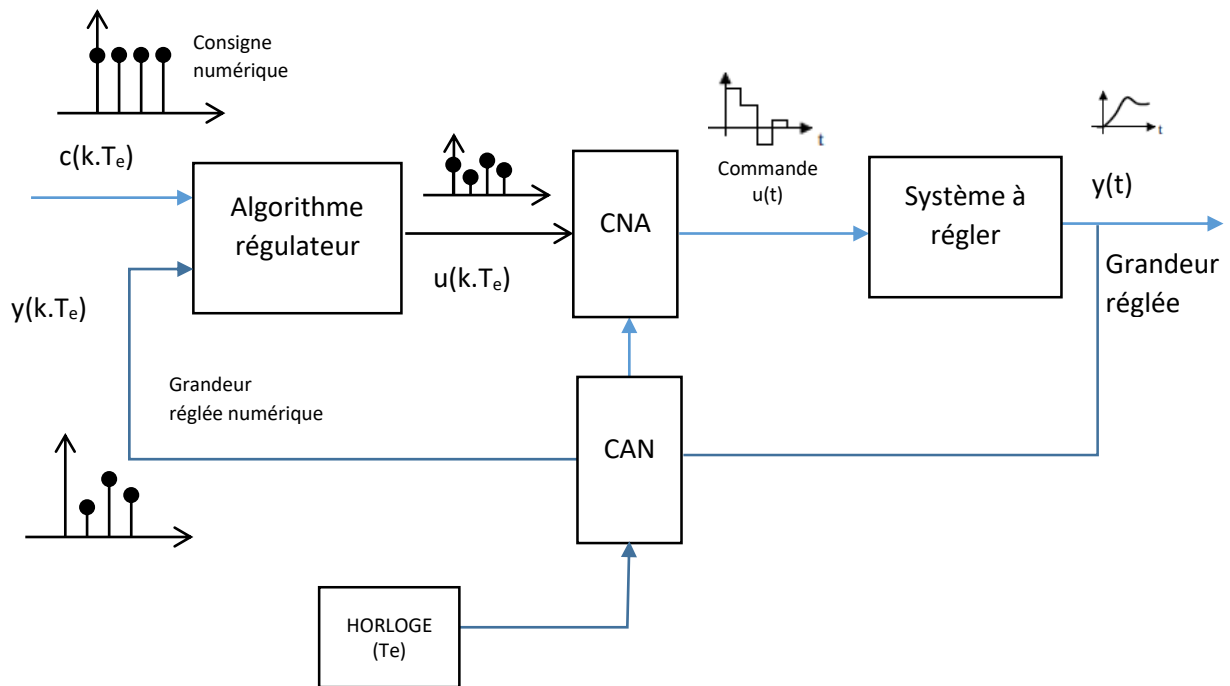 Consigne
numérique
c(k.Tₑ)
Algorithme
régulateur
u(k.Tₑ)
CNA
t
Commande
u(t)
Système à
régler
t
y(t)
Grandeur
réglée
y(k.Tₑ)
Grandeur
réglée numérique
CAN
HORLOGE
(Te)